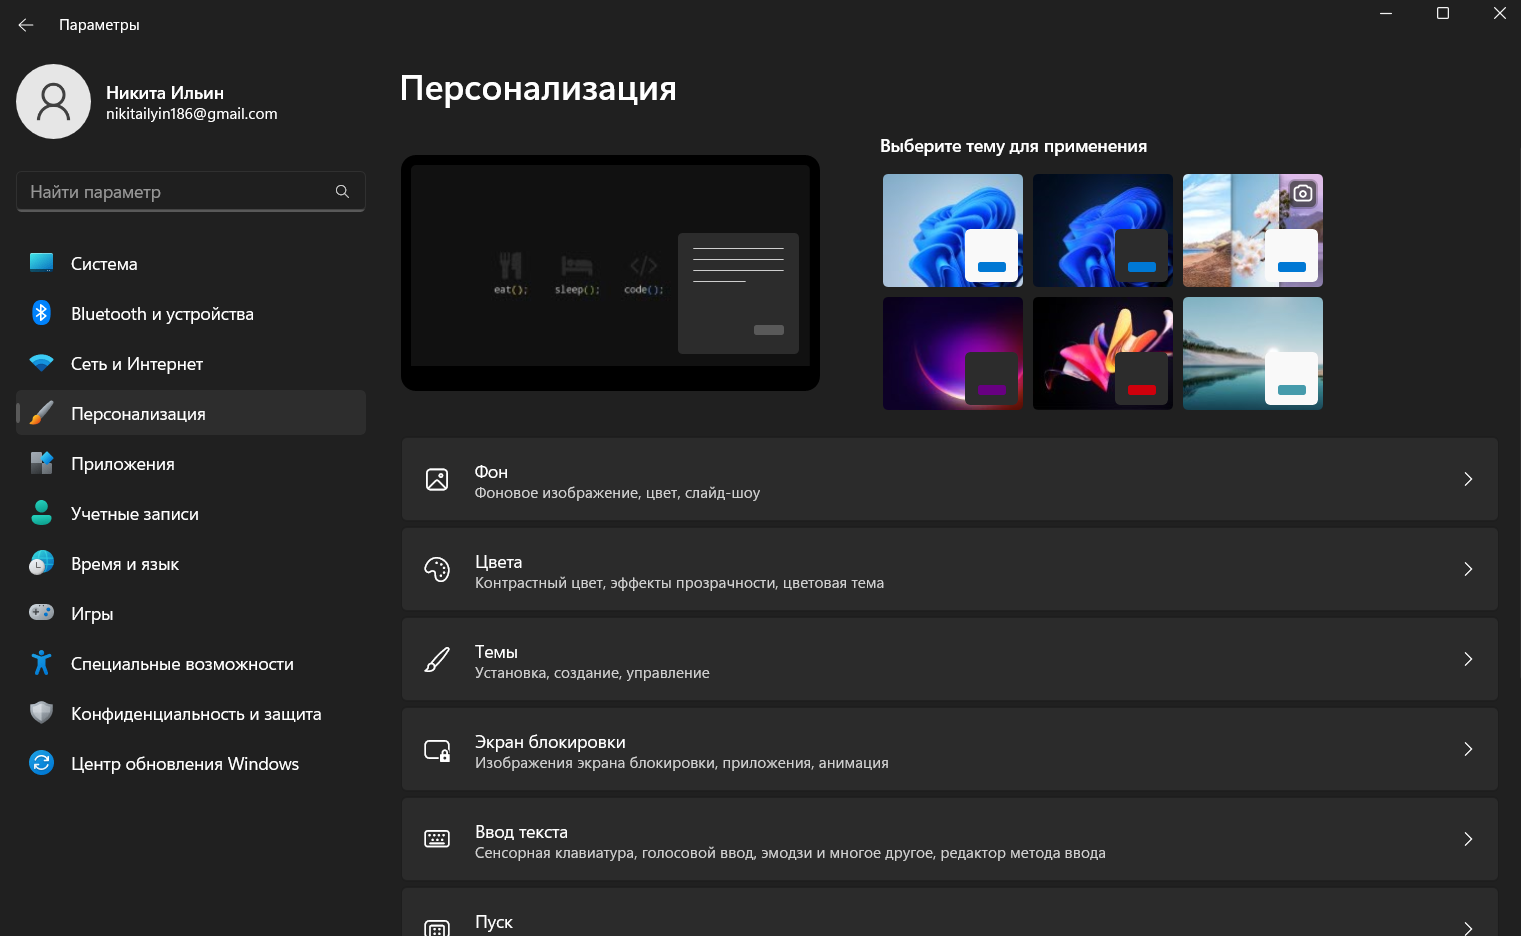 Параметры
Никита Ильин
nikitailyin186@gmail.com
Найти параметр
Система
Bluetooth и устройства
Сеть и Интернет
Персонализация
Приложения
Учетные записи
Время и язык
Игры
Специальные возможности
Конфиденциальность и защита
Центр обновления Windows
Персонализация
eat(); sleep(); code();
Выберите тему для применения
Фон
Фоновое изображение, цвет, слайд-шоу
Цвета
Контрастный цвет, эффекты прозрачности, цветовая тема
Темы
Установка, создание, управление
Экран блокировки
Изображения экрана блокировки, приложения, анимация
Ввод текста
Сенсорная клавиатура, голосовой ввод, эмодзи и многое другое, редактор метода ввода
Пуск